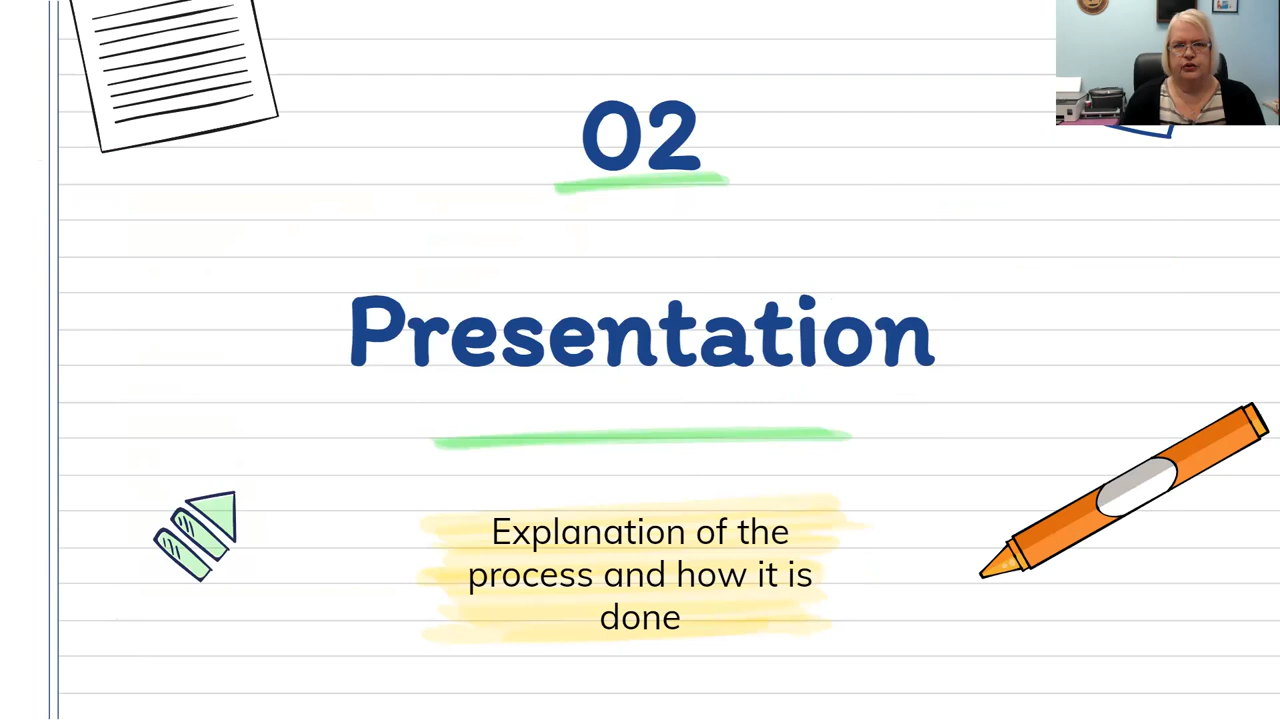 02
Presentation
Explanation of the
process and how it is
done